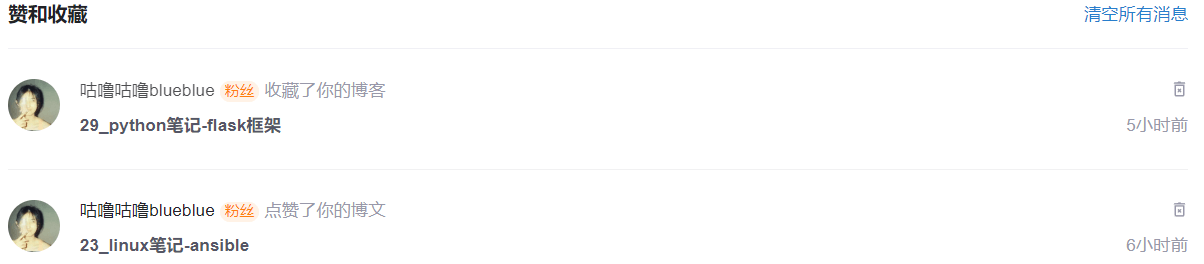 赞和收藏 清空所有消息
咕噜咕噜blueblue 粉丝 收藏了你的博客
29_python笔记-flask框架 5小时前
咕噜咕噜blueblue 粉丝 点赞了你的博文
23_linux笔记-ansible 6小时前